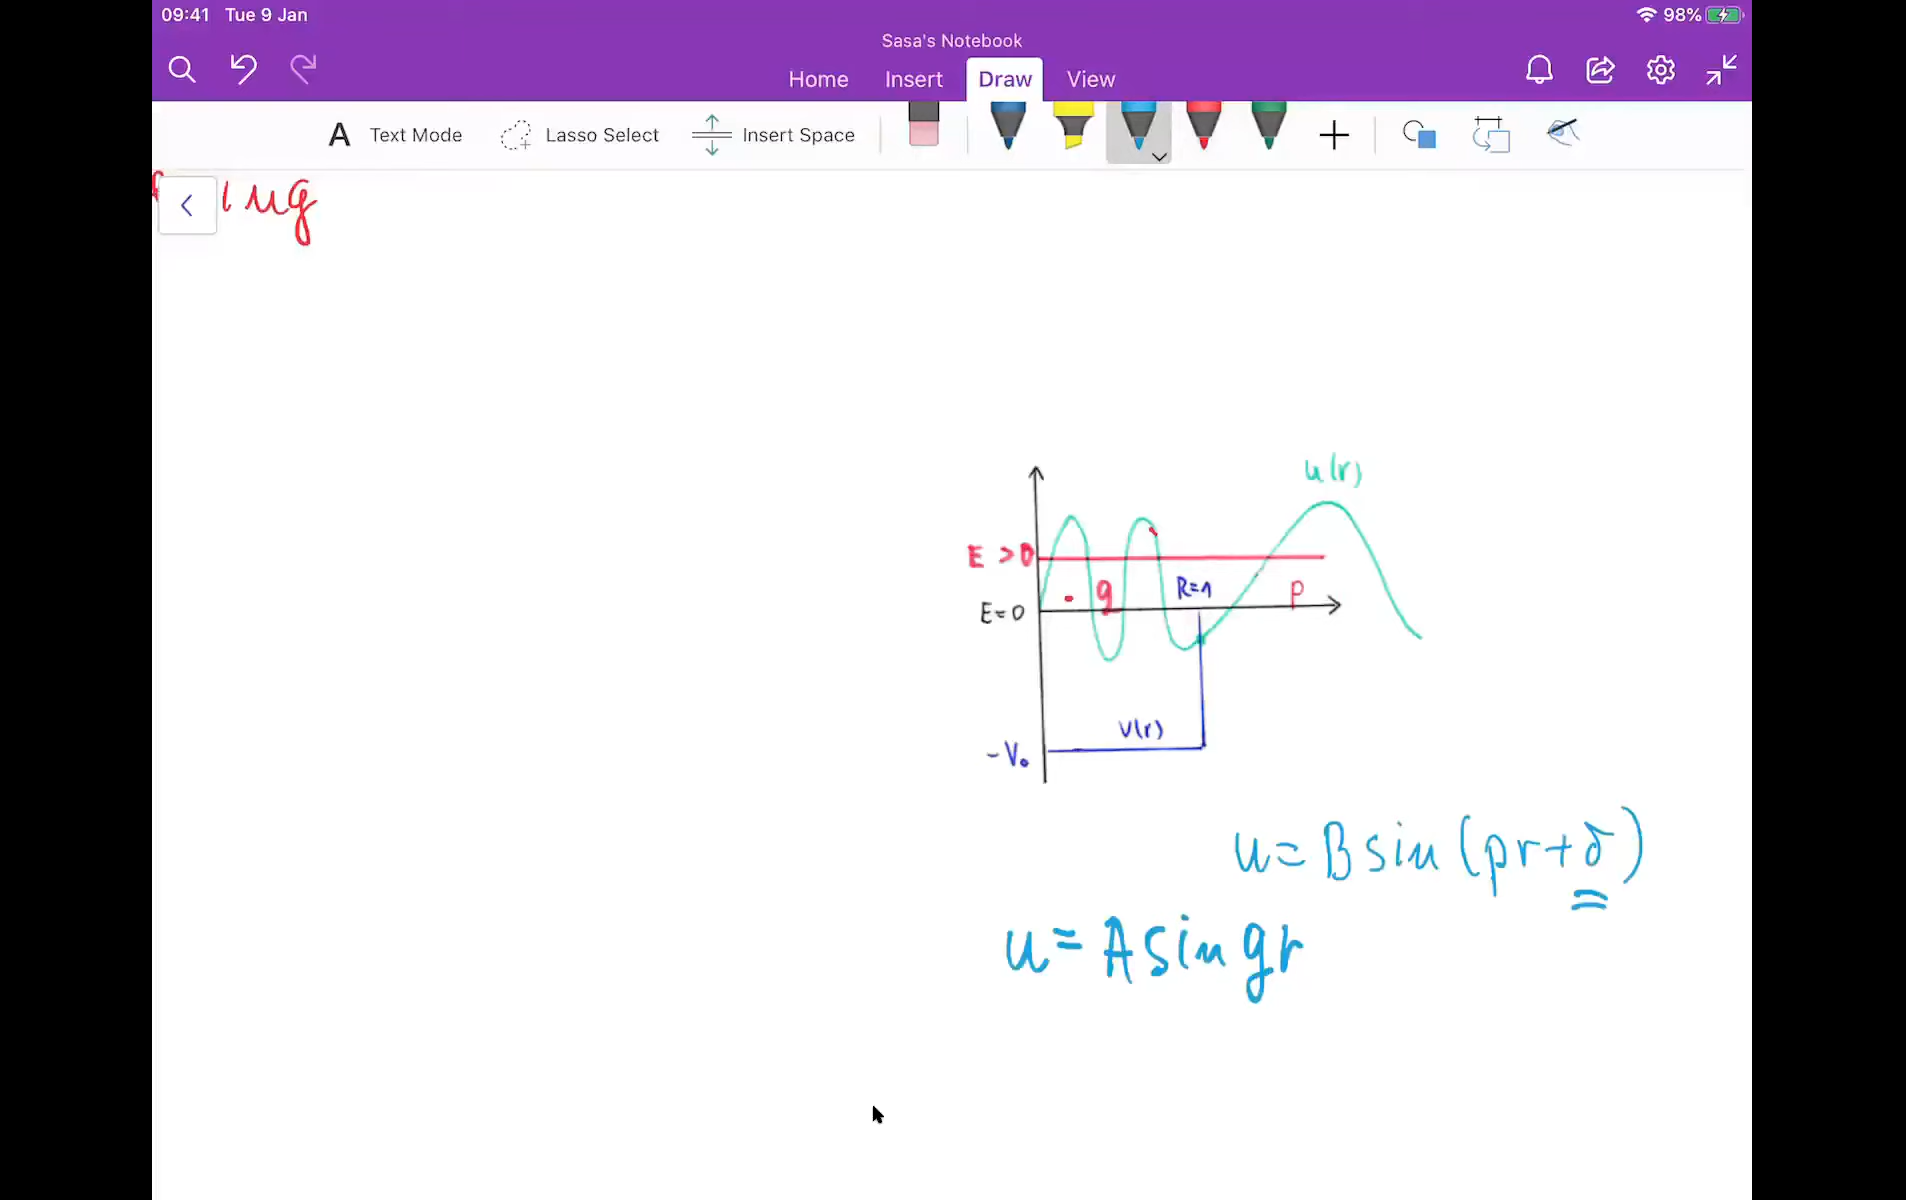 09:41 Tue 9 Jan
98%
Sasa's Notebook
Home Insert Draw View
A Text Mode Lasso Select Insert Space
u(r)
E > 0
q R=1 p
E=0
V(r)
-V₀
u = B sin (pr + δ)
u = A sin qr